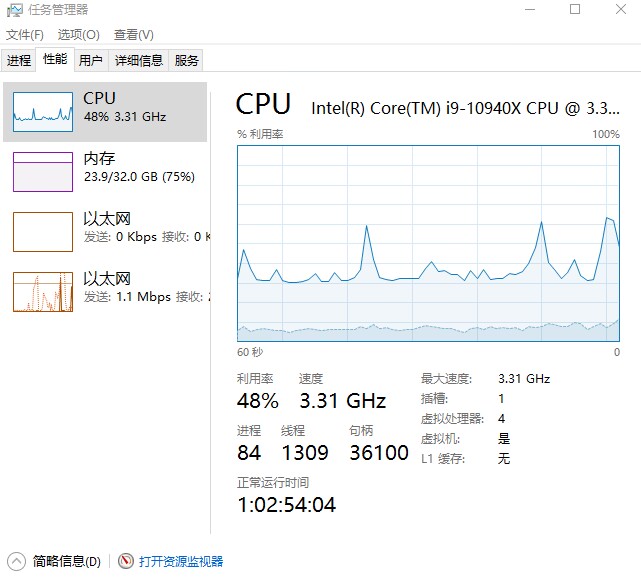 任务管理器
文件(F) 选项(O) 查看(V)
进程 性能 用户 详细信息 服务
CPU
48% 3.31 GHz
内存
23.9/32.0 GB (75%)
以太网
发送: 0 Kbps 接收: 0 K
以太网
发送: 1.1 Mbps 接收: 2
CPU Intel(R) Core(TM) i9-10940X CPU @ 3.3...
% 利用率 100%
60 秒 0
利用率 速度
48% 3.31 GHz
进程 线程 句柄
84 1309 36100
正常运行时间
1:02:54:04
最大速度: 3.31 GHz
插槽: 1
虚拟处理器: 4
虚拟机: 是
L1 缓存: 无
简略信息(D) 打开资源监视器